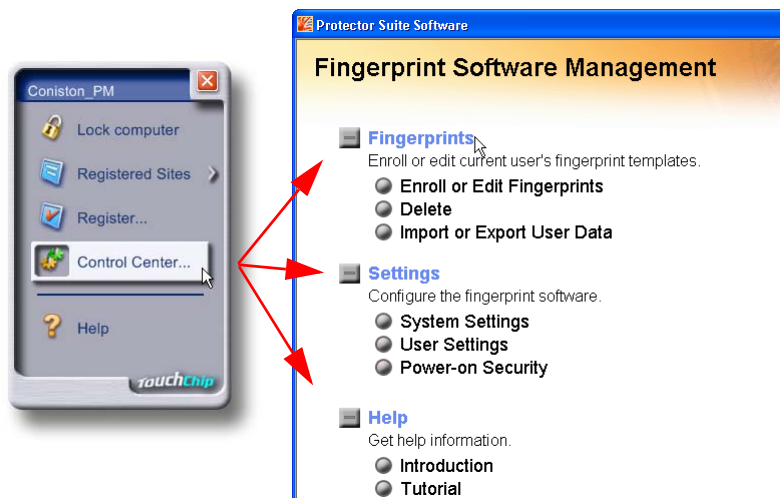 Coniston_PM
Lock computer
Registered Sites
Register...
Control Center...
Help
TouchChip
Protector Suite Software
Fingerprint Software Management
Fingerprints
Enroll or edit current user's fingerprint templates.
Enroll or Edit Fingerprints
Delete
Import or Export User Data
Settings
Configure the fingerprint software.
System Settings
User Settings
Power-on Security
Help
Get help information.
Introduction
Tutorial